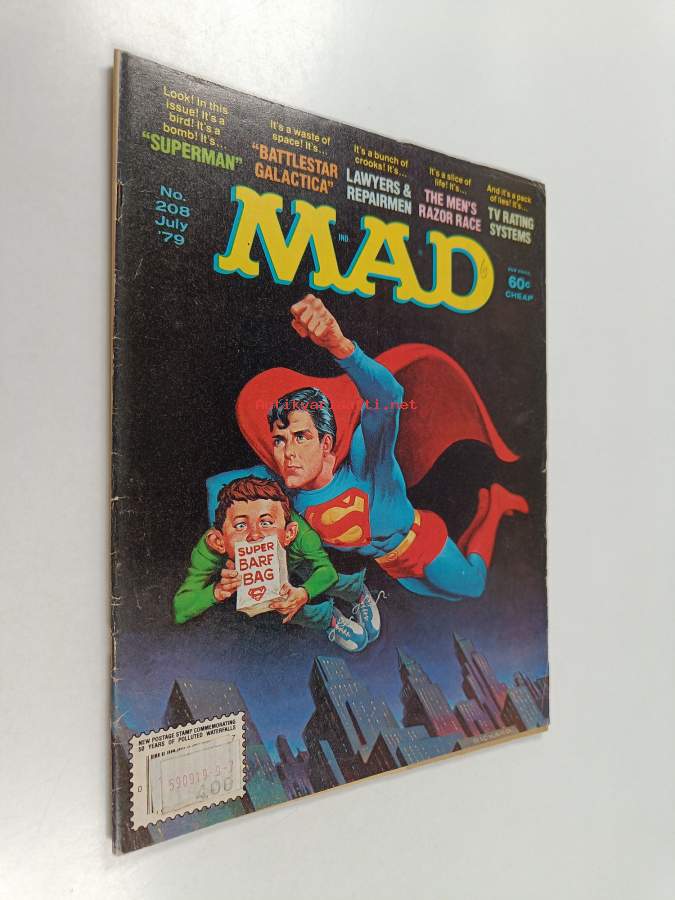 Look! In this
issue! It's a
bird! It's a
bomb! It's...
"SUPERMAN"
It's a waste of
space! It's...
"BATTLESTAR
GALACTICA"
It's a bunch of
crooks! It's...
LAWYERS &
REPAIRMEN
It's a slice of
life! It's...
THE MEN'S
RAZOR RACE
And it's a pack
of lies! It's...
TV RATING
SYSTEMS
No.
208
July
'79
MAD
IND
60¢
CHEAP
Antikvariaatti.net
S
SUPER
BARF
BAG
NEW POSTAGE STAMP COMMEMORATING
50 YEARS OF POLLUTED WATERFALLS
400